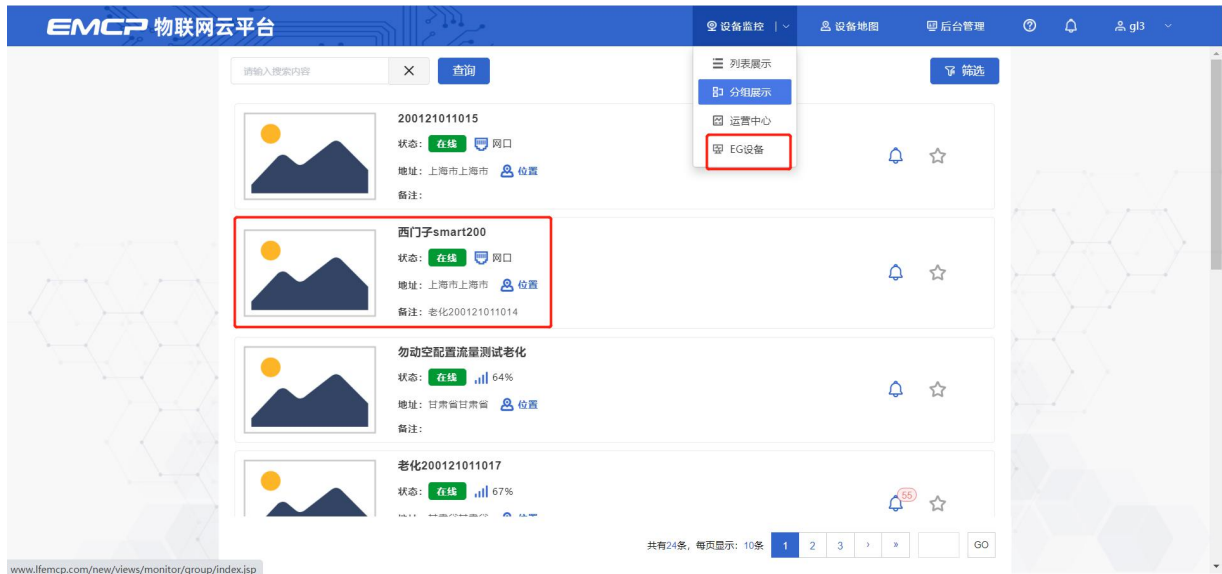 EMCP 物联网云平台
设备监控 设备地图 后台管理 gl3
列表展示
分组展示
运营中心
EG设备
请输入搜索内容 查询 筛选
200121011015
状态: 在线 网口
地址: 上海市上海市 位置
备注:
西门子smart200
状态: 在线 网口
地址: 上海市上海市 位置
备注: 老化200121011014
勿动空配置流量测试老化
状态: 在线 64%
地址: 甘肃省甘肃省 位置
备注:
老化200121011017
状态: 在线 67%
55
共有24条, 每页显示: 10条 1 2 3 › » GO
www.lfemcp.com/new/views/monitor/group/index.jsp